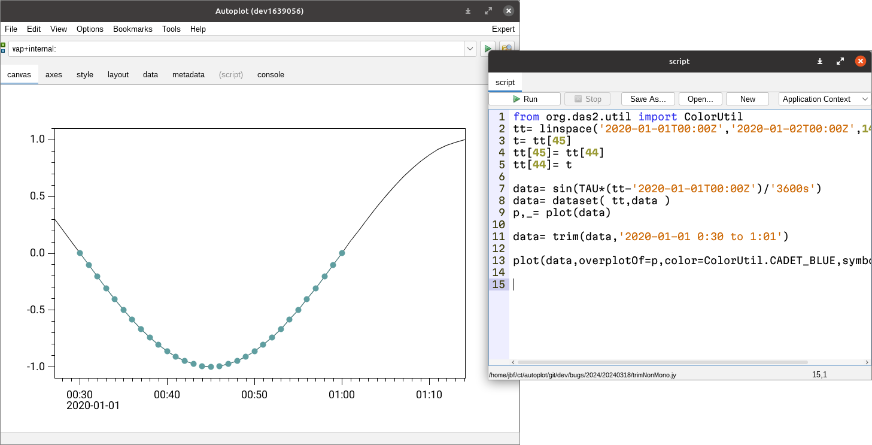 Autoplot (dev1639056)
File Edit View Options Bookmarks Tools Help Expert
vap+internal:
canvas axes style layout data metadata (script) console
1.0
0.5
0.0
-0.5
-1.0
00:30 00:40 00:50 01:00 01:10
2020-01-01
script
script
Run Stop Save As... Open... New Application Context
1 from org.das2.util import ColorUtil
2 tt= linspace('2020-01-01T00:00Z','2020-01-02T00:00Z',14
3 t= tt[45]
4 tt[45]= tt[44]
5 tt[44]= t
6
7 data= sin(TAU*(tt-'2020-01-01T00:00Z')/'3600s')
8 data= dataset( tt,data )
9 p,_= plot(data)
10
11 data= trim(data,'2020-01-01 0:30 to 1:01')
12
13 plot(data,overplotOf=p,color=ColorUtil.CADET_BLUE,symbo
14
15
/home/jbf/ct/autoplot/git/dev/bugs/2024/20240318/trimNonMono.jy 15,1